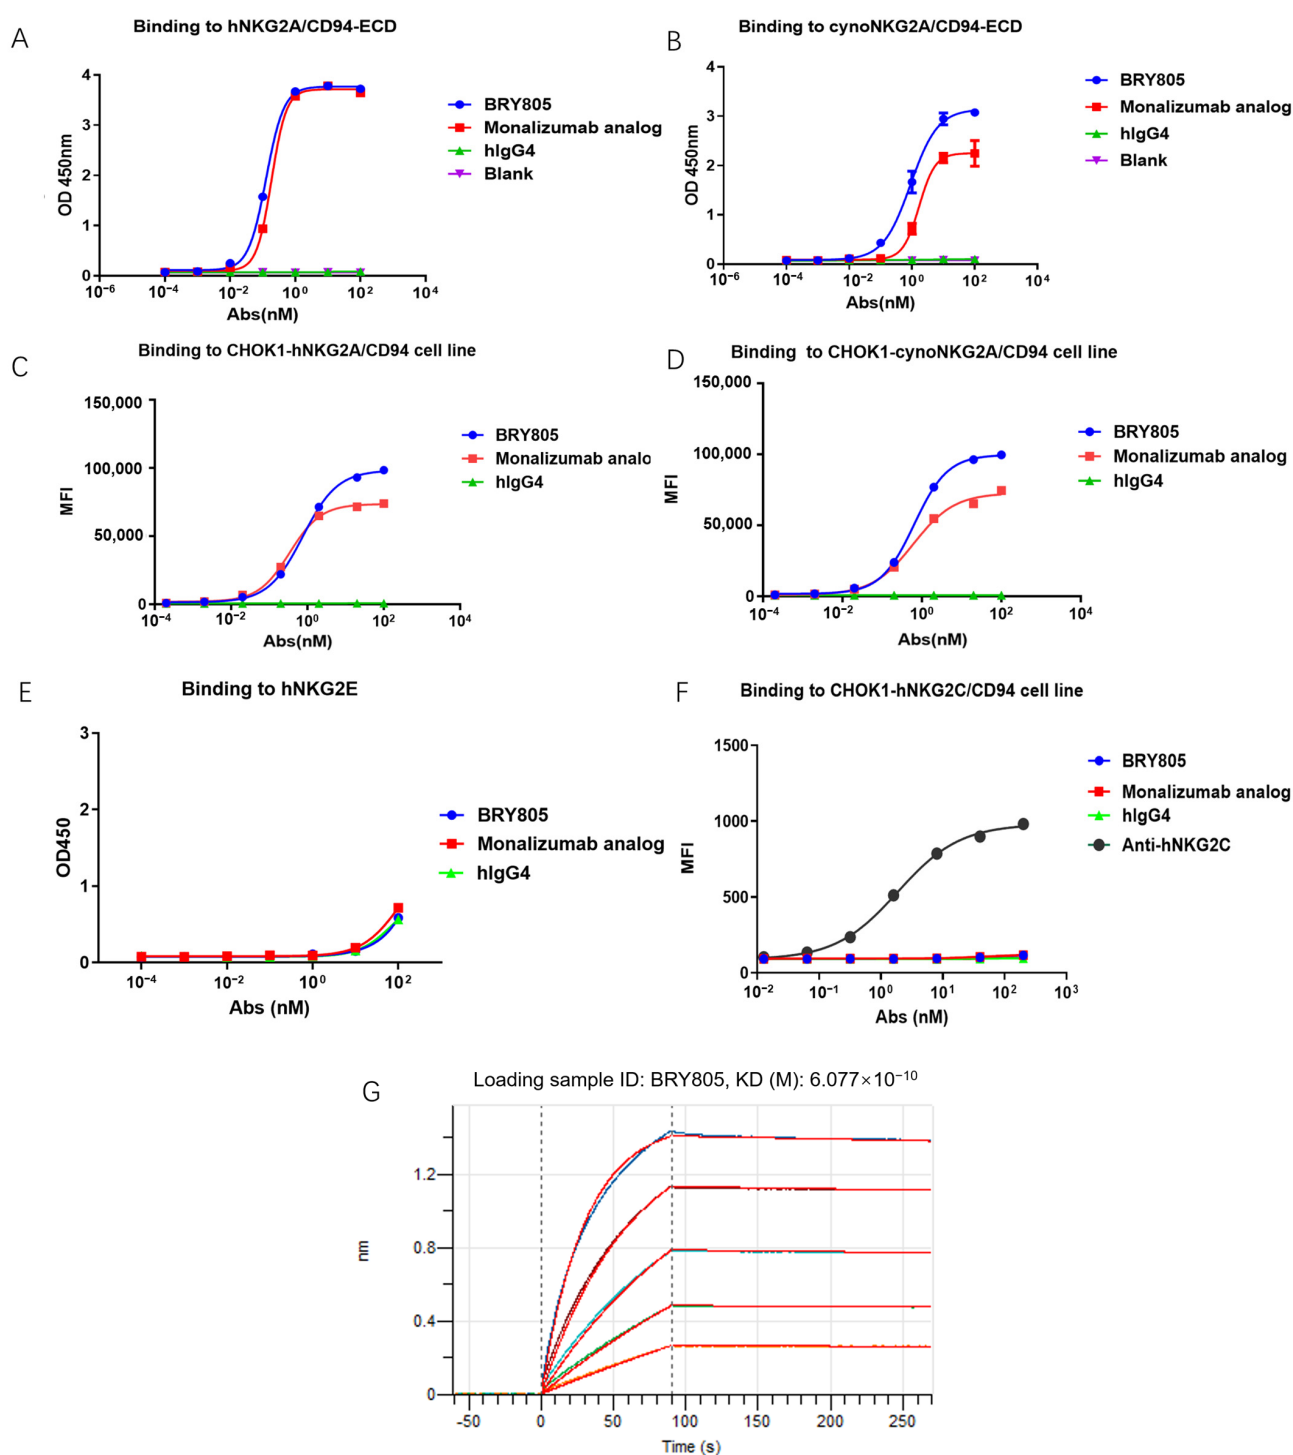 A
Binding to hNKG2A/CD94-ECD
OD 450nm
4
3
2
1
0
10⁻⁶
10⁻⁴
10⁻²
10⁰
10²
10⁴
Abs(nM)
BRY805
Monalizumab analog
hIgG4
Blank
B
Binding to cynoNKG2A/CD94-ECD
OD 450nm
4
3
2
1
0
10⁻⁶
10⁻⁴
10⁻²
10⁰
10²
10⁴
Abs(nM)
BRY805
Monalizumab analog
hIgG4
Blank
C
Binding to CHOK1-hNKG2A/CD94 cell line
MFI
150,000
100,000
50,000
0
10⁻⁴
10⁻²
10⁰
10²
10⁴
Abs(nM)
BRY805
Monalizumab analo
hIgG4
D
Binding to CHOK1-cynoNKG2A/CD94 cell line
MFI
150,000
100,000
50,000
0
10⁻⁴
10⁻²
10⁰
10²
10⁴
Abs(nM)
BRY805
Monalizumab analog
hIgG4
E
Binding to hNKG2E
OD450
3
2
1
0
10⁻⁴
10⁻²
10⁰
10²
Abs (nM)
BRY805
Monalizumab analog
hIgG4
F
Binding to CHOK1-hNKG2C/CD94 cell line
MFI
1500
1000
500
0
10⁻²
10⁻¹
10⁰
10¹
10²
10³
Abs (nM)
BRY805
Monalizumab analog
hIgG4
Anti-hNKG2C
G
Loading sample ID: BRY805, KD (M): 6.077×10⁻¹⁰
nm
1.2
0.8
0.4
0
-50
0
50
100
150
200
250
Time (s)